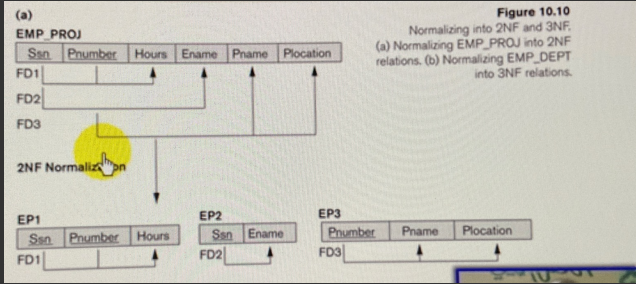 (a)
Figure 10.10
Normalizing into 2NF and 3NF.
(a) Normalizing EMP_PROJ into 2NF
relations. (b) Normalizing EMP_DEPT
into 3NF relations.
EMP_PROJ
Ssn Pnumber Hours Ename Pname Plocation
FD1
FD2
FD3
2NF Normalization
EP1
Ssn Pnumber Hours
FD1
EP2
Ssn Ename
FD2
EP3
Pnumber Pname Plocation
FD3